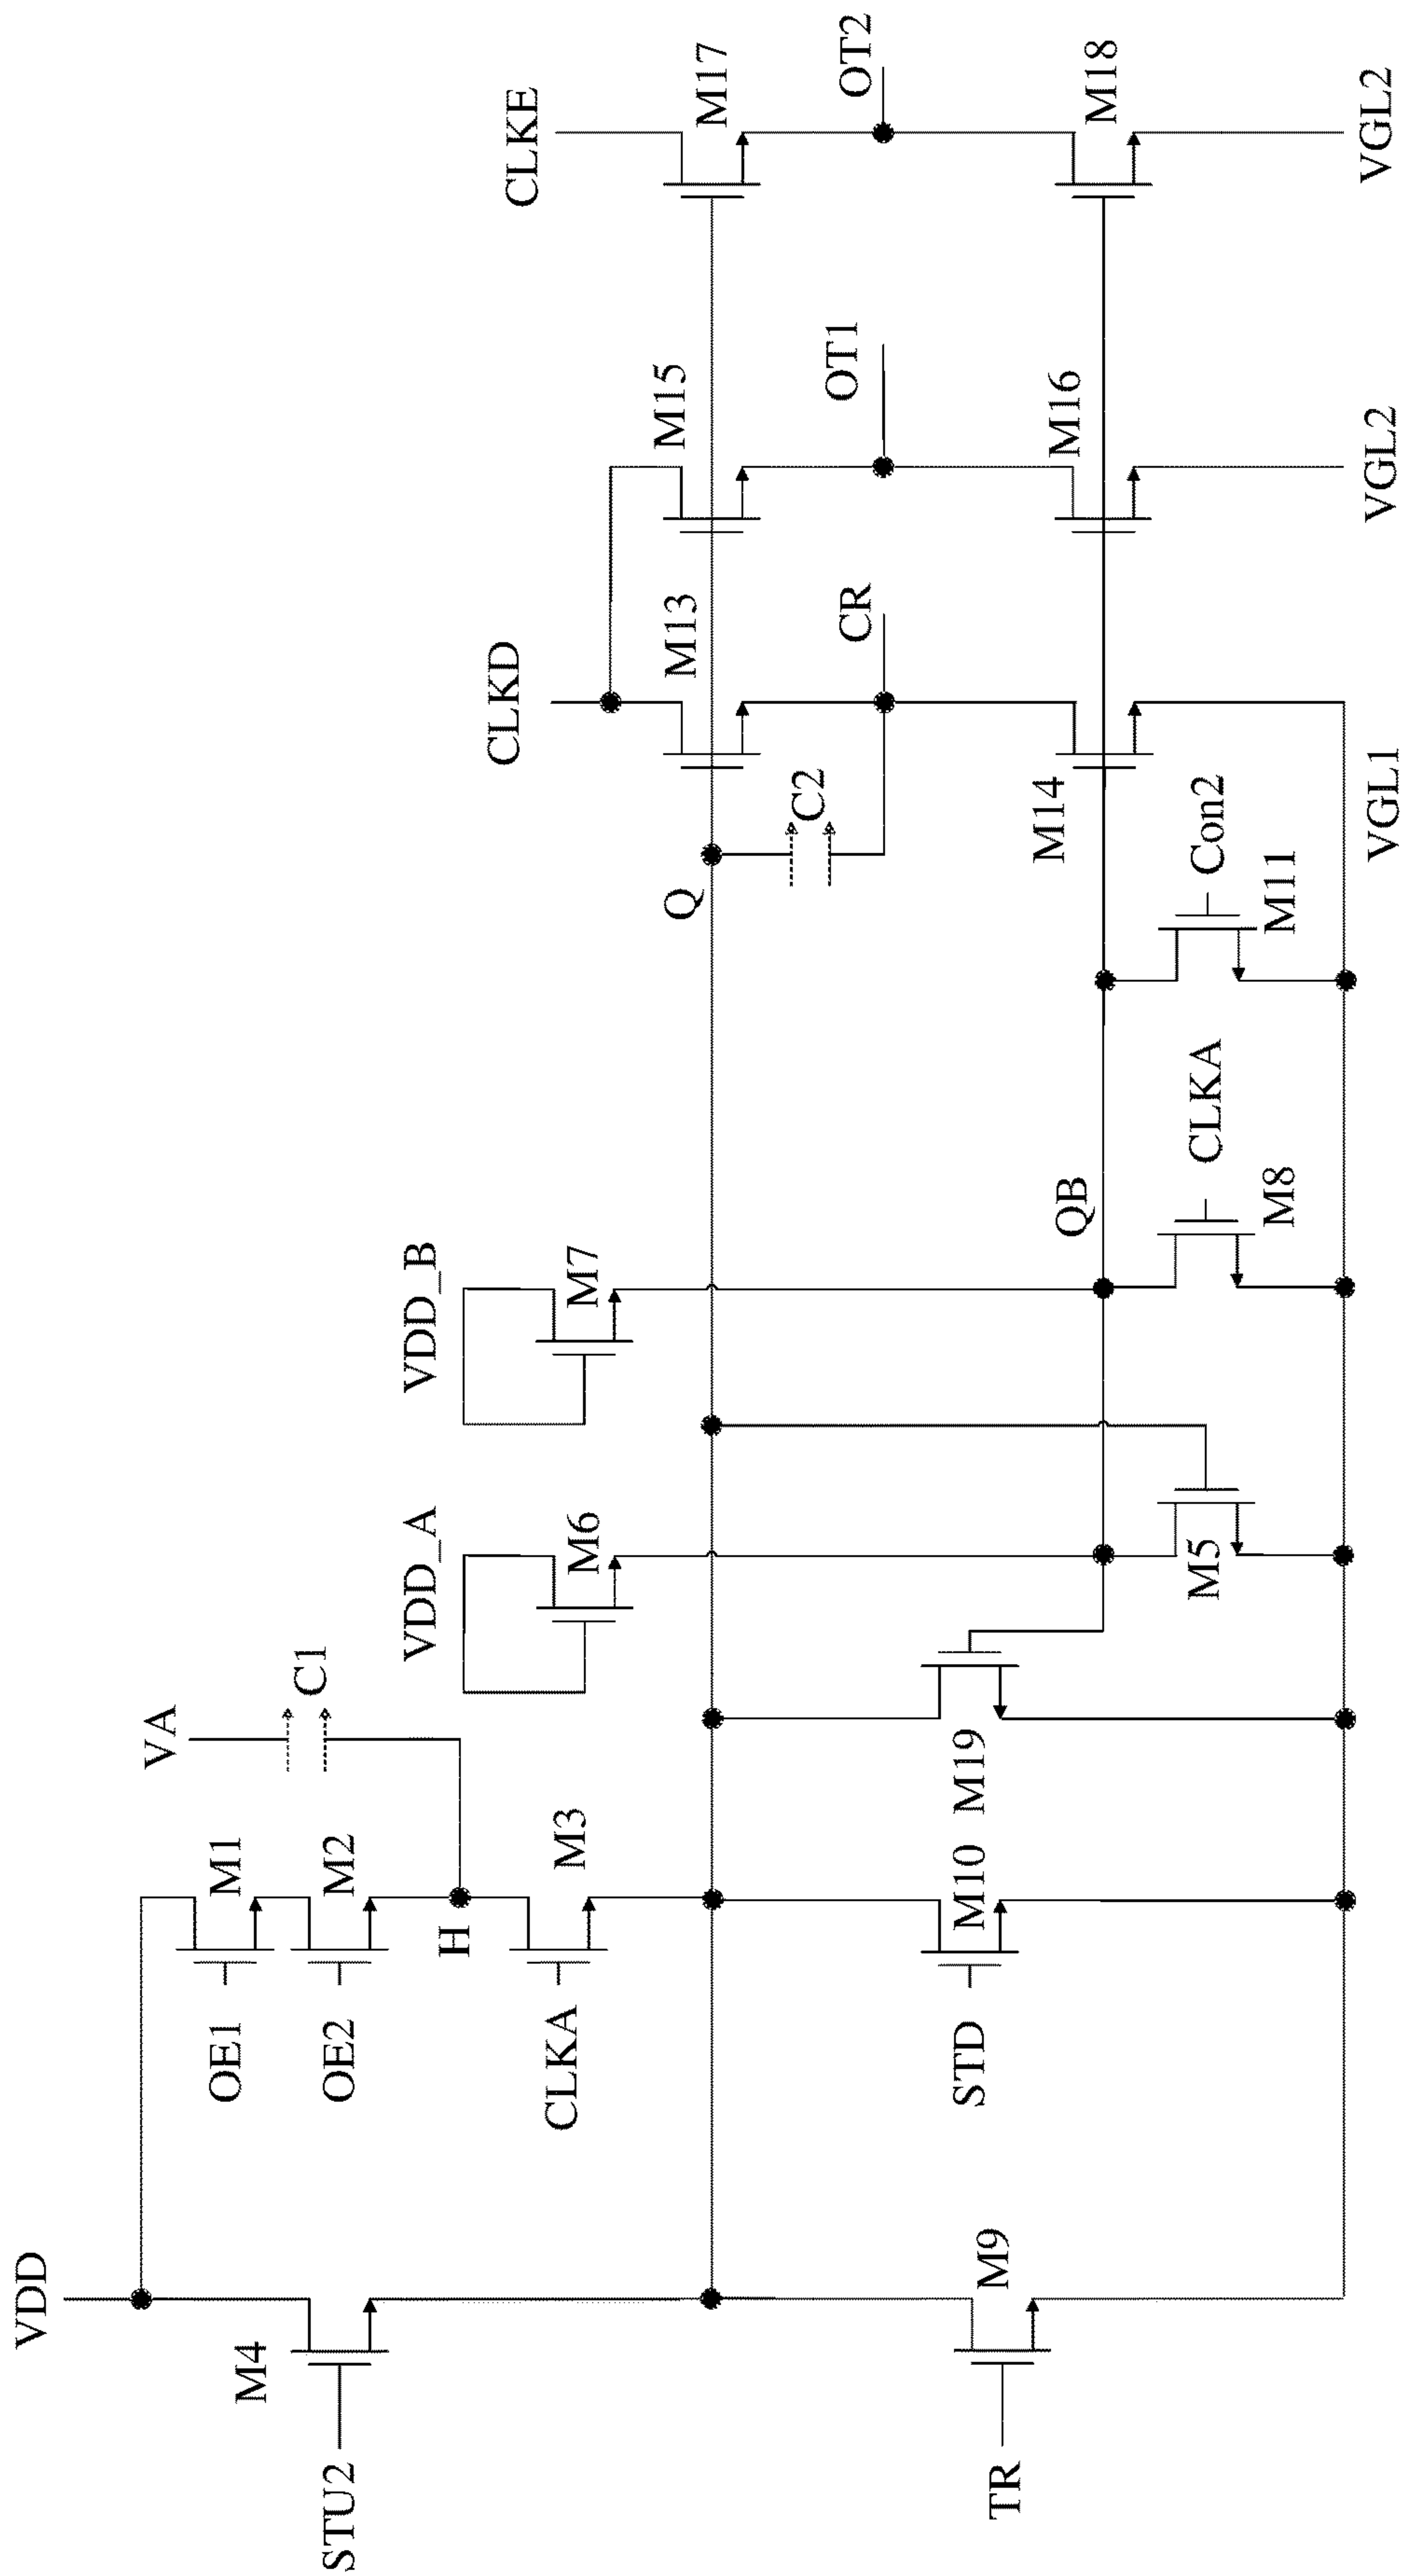 VDD
STU2
M4
TR
M9
OE1
M1
OE2
M2
H
CLKA
M3
VA
C1
STD
M10
M19
VDD_A
M6
M5
VDD_B
M7
QB
CLKA
M8
Q
C2
CLKD
M13
CR
M14
Con2
M11
VGL1
M15
OT1
M16
VGL2
CLKE
M17
OT2
M18
VGL2